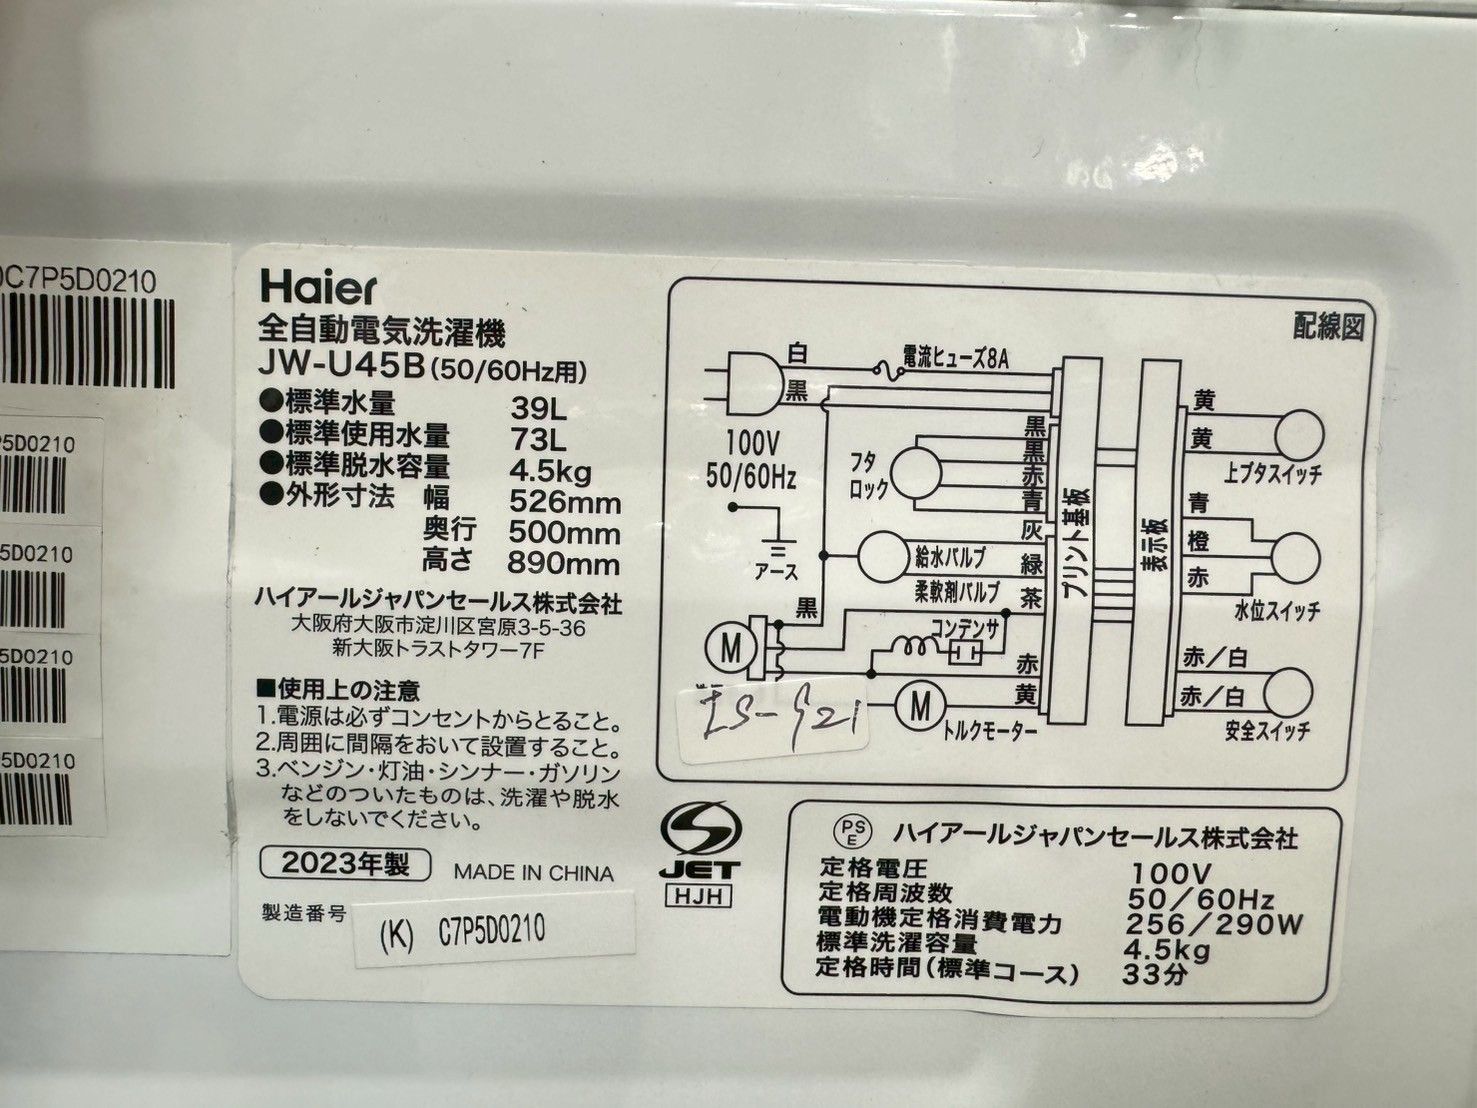 C7P5D0210
5D0210
5D0210
5D0210
5D0210
Haier
全自動電気洗濯機
JW-U45B(50/60Hz用)
●標準水量 39L
●標準使用水量 73L
●標準脱水容量 4.5kg
●外形寸法 幅 526mm
奥行 500mm
高さ 890mm
ハイアールジャパンセールス株式会社
大阪府大阪市淀川区宮原3-5-36
新大阪トラストタワー7F
■使用上の注意
1.電源は必ずコンセントからとること。
2.周囲に間隔をおいて設置すること。
3.ベンジン・灯油・シンナー・ガソリン
などのついたものは、洗濯や脱水
をしないでください。
2023年製 MADE IN CHINA
製造番号 (K) C7P5D0210
配線図
白
電流ヒューズ8A
黒
100V
50/60Hz
アース
フタ
ロック
黒
黒
赤
青
灰
給水バルブ
緑
柔軟剤バルブ
茶
黒
コンデンサ
M
赤
黄
M
トルクモーター
プリント基板
表示板
黄
黄
上ブタスイッチ
青
橙
赤
水位スイッチ
赤/白
赤/白
安全スイッチ
JET
HJH
PS
E
ハイアールジャパンセールス株式会社
定格電圧 100V
定格周波数 50/60Hz
電動機定格消費電力 256/290W
標準洗濯容量 4.5kg
定格時間(標準コース) 33分